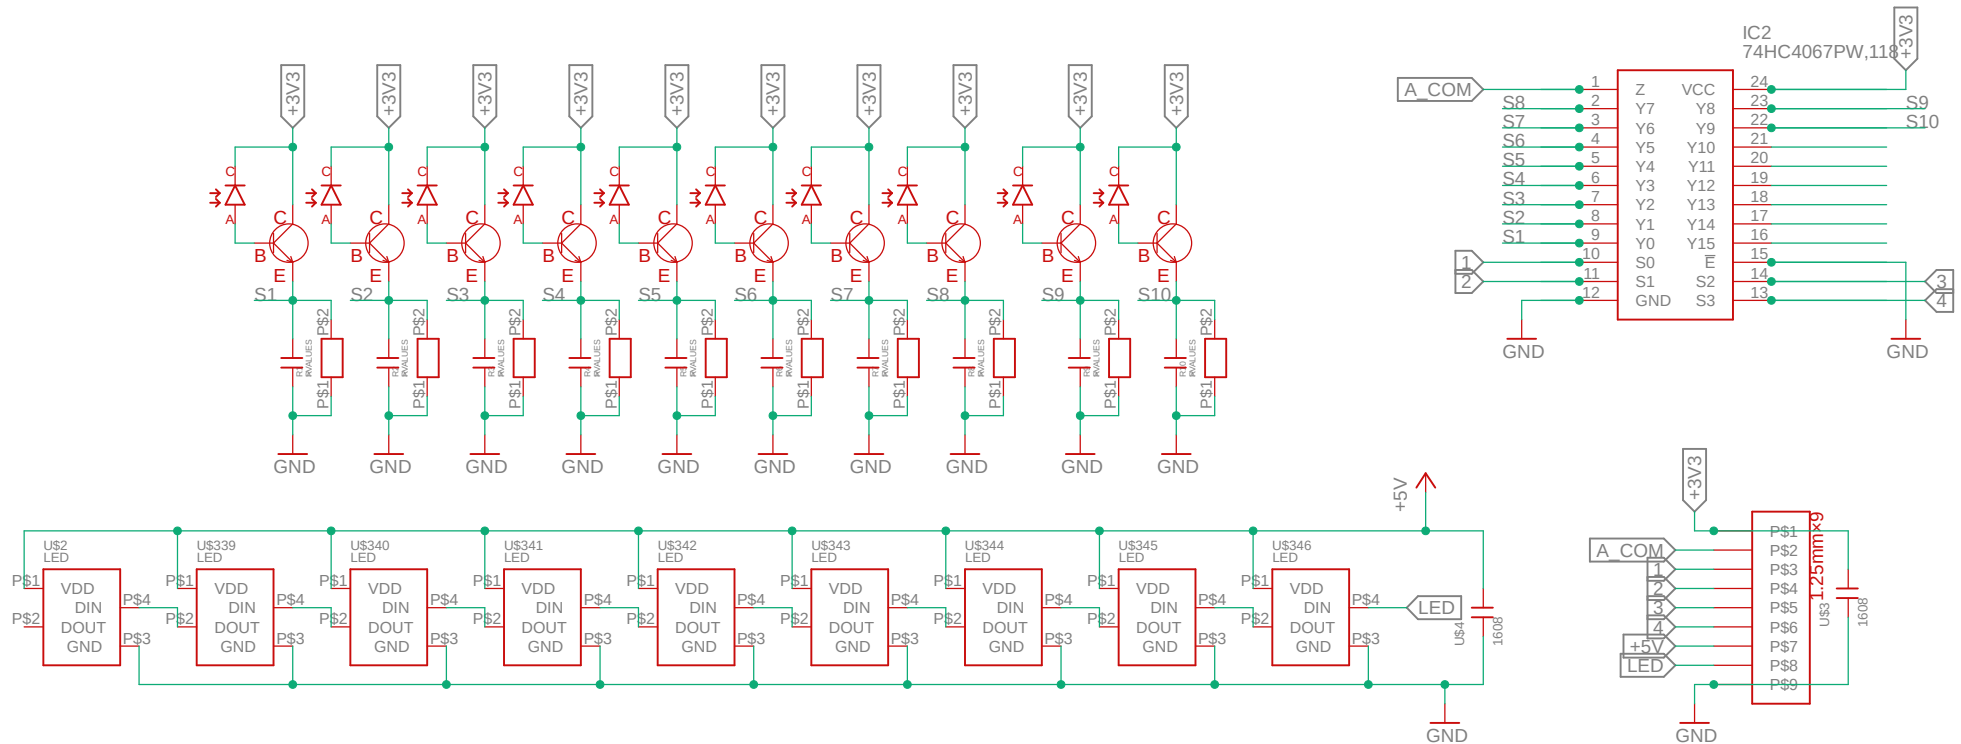 +3V3 +3V3 +3V3 +3V3 +3V3 +3V3 +3V3 +3V3 +3V3 +3V3
C C C C C C C C C C
A A A A A A A A A A
C C C C C C C C C C
B B B B B B B B B B
E E E E E E E E E E
S1 S2 S3 S4 S5 S6 S7 S8 S9 S10
P$2 P$2 P$2 P$2 P$2 P$2 P$2 P$2 P$2 P$2
P$1 P$1 P$1 P$1 P$1 P$1 P$1 P$1 P$1 P$1
GND GND GND GND GND GND GND GND GND GND
IC2
74HC4067PW,118
+3V3
A_COM 1 Z VCC 24
S8 2 Y7 Y8 23 S9
S7 3 Y6 Y9 22 S10
S6 4 Y5 Y10 21
S5 5 Y4 Y11 20
S4 6 Y3 Y12 19
S3 7 Y2 Y13 18
S2 8 Y1 Y14 17
S1 9 Y0 Y15 16
1 10 S0 E 15
2 11 S1 S2 14 3
12 GND S3 13 4
GND GND
+5V
U$2 U$339 U$340 U$341 U$342 U$343 U$344 U$345 U$346
LED LED LED LED LED LED LED LED LED
P$1 P$1 P$1 P$1 P$1 P$1 P$1 P$1 P$1
VDD VDD VDD VDD VDD VDD VDD VDD VDD
DIN P$4 DIN P$4 DIN P$4 DIN P$4 DIN P$4 DIN P$4 DIN P$4 DIN P$4 DIN P$4 LED
P$2 DOUT P$2 DOUT P$2 DOUT P$2 DOUT P$2 DOUT P$2 DOUT P$2 DOUT P$2 DOUT P$2 DOUT
GND P$3 GND P$3 GND P$3 GND P$3 GND P$3 GND P$3 GND P$3 GND P$3 GND P$3
U$4 1608
GND
+3V3
P$1
A_COM P$2
1 P$3
2 P$4
3 P$5
4 P$6
+5V P$7
LED P$8
P$9
1.25mm×9
U$3
1608
GND